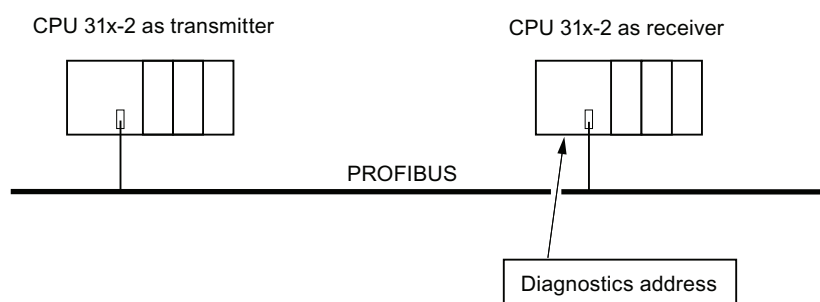 CPU 31x-2 as transmitter
CPU 31x-2 as receiver
PROFIBUS
Diagnostics address